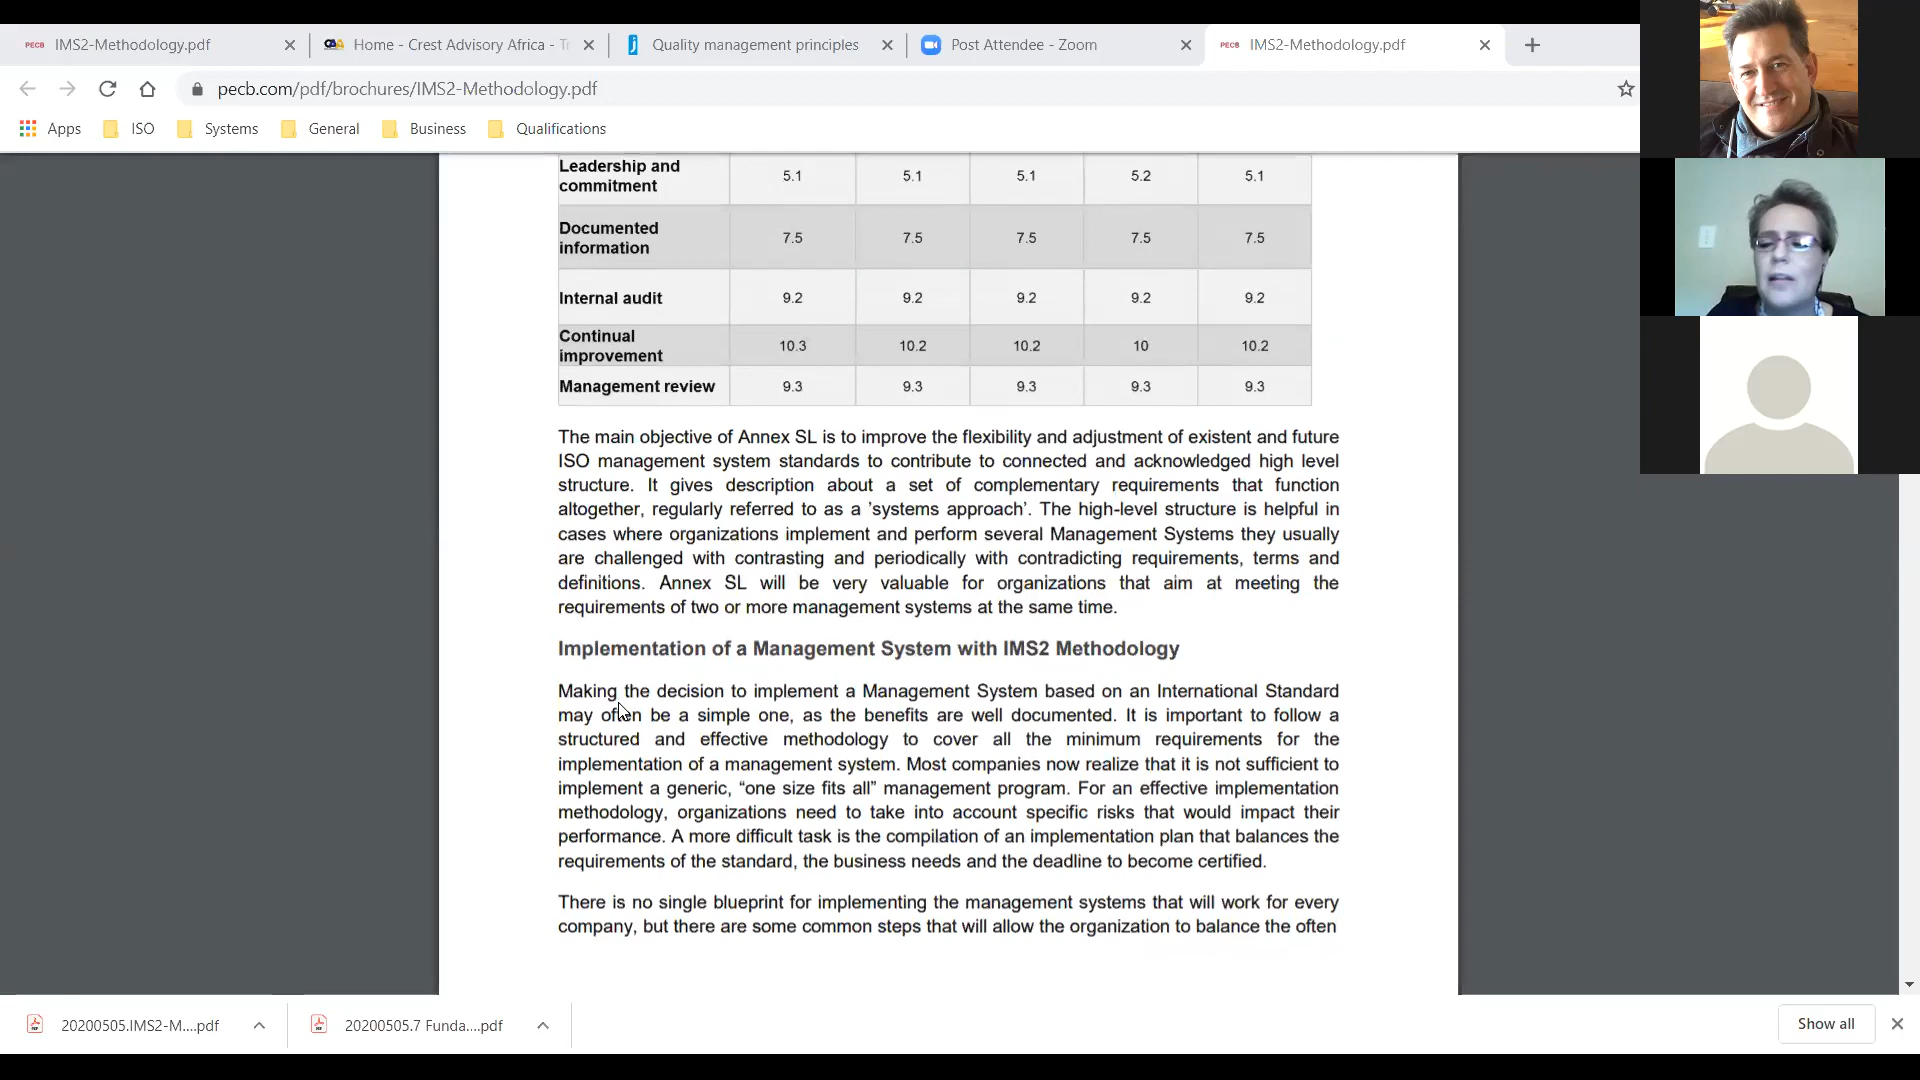 PECB IMS2-Methodology.pdf
Home - Crest Advisory Africa - Tr
Quality management principles
Post Attendee - Zoom
PECB IMS2-Methodology.pdf
pecb.com/pdf/brochures/IMS2-Methodology.pdf
Apps ISO Systems General Business Qualifications
Leadership and
commitment 5.1 5.1 5.1 5.2 5.1
Documented
information 7.5 7.5 7.5 7.5 7.5
Internal audit 9.2 9.2 9.2 9.2 9.2
Continual
improvement 10.3 10.2 10.2 10 10.2
Management review 9.3 9.3 9.3 9.3 9.3
The main objective of Annex SL is to improve the flexibility and adjustment of existent and future
ISO management system standards to contribute to connected and acknowledged high level
structure. It gives description about a set of complementary requirements that function
altogether, regularly referred to as a ’systems approach’. The high-level structure is helpful in
cases where organizations implement and perform several Management Systems they usually
are challenged with contrasting and periodically with contradicting requirements, terms and
definitions. Annex SL will be very valuable for organizations that aim at meeting the
requirements of two or more management systems at the same time.
Implementation of a Management System with IMS2 Methodology
Making the decision to implement a Management System based on an International Standard
may often be a simple one, as the benefits are well documented. It is important to follow a
structured and effective methodology to cover all the minimum requirements for the
implementation of a management system. Most companies now realize that it is not sufficient to
implement a generic, “one size fits all” management program. For an effective implementation
methodology, organizations need to take into account specific risks that would impact their
performance. A more difficult task is the compilation of an implementation plan that balances the
requirements of the standard, the business needs and the deadline to become certified.
There is no single blueprint for implementing the management systems that will work for every
company, but there are some common steps that will allow the organization to balance the often
20200505.IMS2-M....pdf
20200505.7 Funda....pdf
Show all